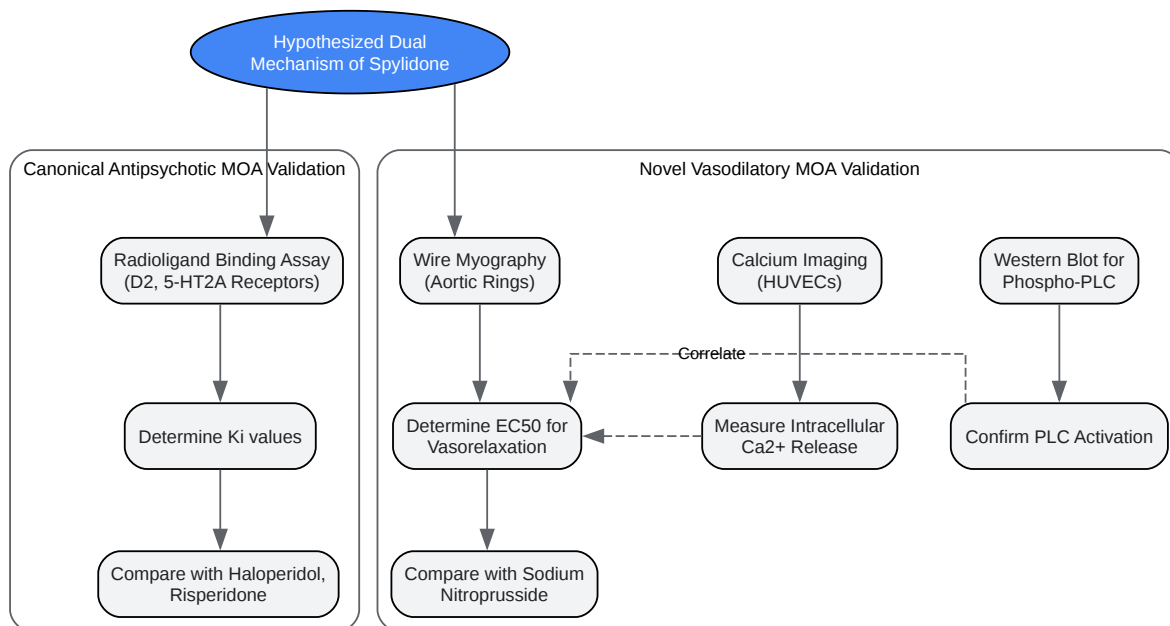 Hypothesized Dual
Mechanism of Spylidone
Canonical Antipsychotic MOA Validation
Novel Vasodilatory MOA Validation
Radioligand Binding Assay
(D2, 5-HT2A Receptors)
Wire Myography
(Aortic Rings)
Calcium Imaging
(HUVECs)
Western Blot for
Phospho-PLC
Correlate
Determine Ki values
Determine EC50 for
Vasorelaxation
Measure Intracellular
Ca2+ Release
Confirm PLC Activation
Compare with Haloperidol,
Risperidone
Compare with Sodium
Nitroprusside